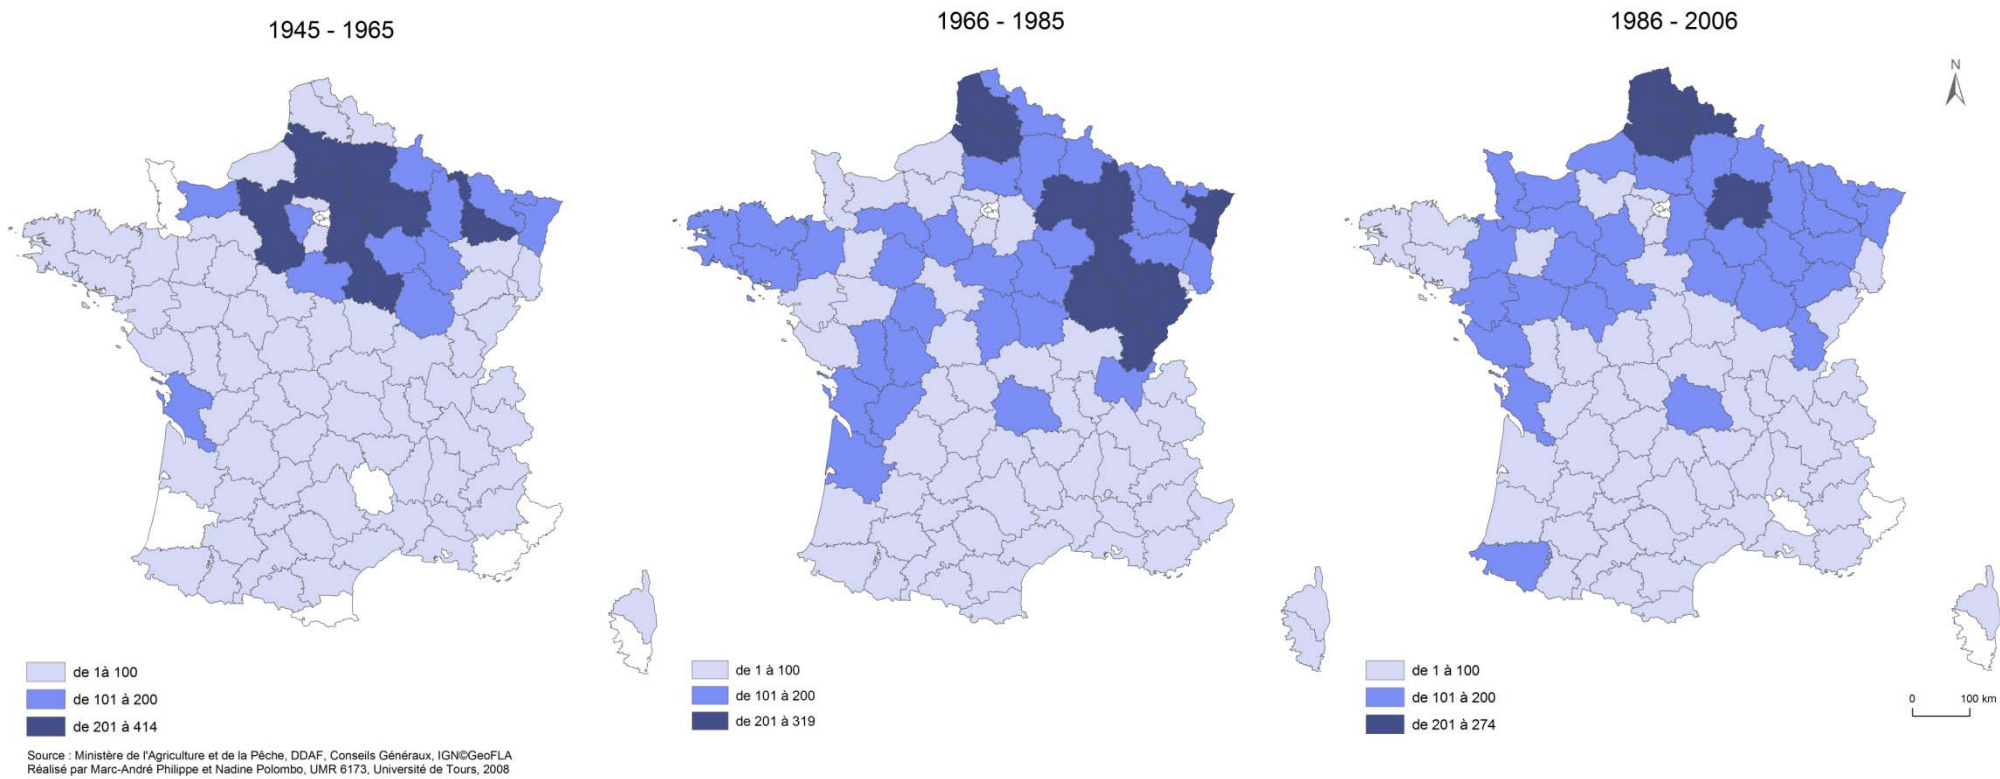 1945 - 1965
1966 - 1985
1986 - 2006
N
de 1à 100
de 101 à 200
de 201 à 414
de 1 à 100
de 101 à 200
de 201 à 319
de 1 à 100
de 101 à 200
de 201 à 274
0 100 km
Source : Ministère de l'Agriculture et de la Pêche, DDAF, Conseils Généraux, IGN©GeoFLA
Réalisé par Marc-André Philippe et Nadine Polombo, UMR 6173, Université de Tours, 2008